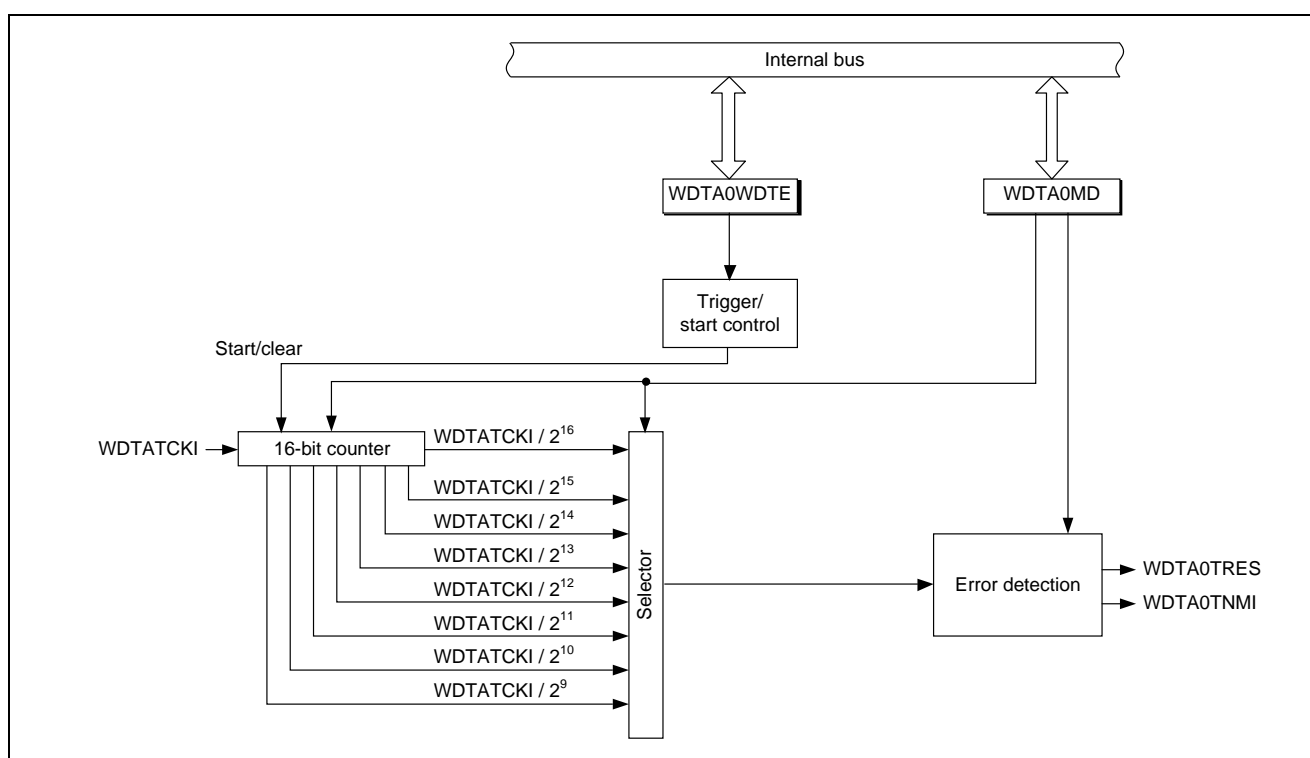 Internal bus
WDTA0WDTE
WDTA0MD
Trigger/
start control
Start/clear
WDTATCKI
16-bit counter
WDTATCKI / 2^16
WDTATCKI / 2^15
WDTATCKI / 2^14
WDTATCKI / 2^13
WDTATCKI / 2^12
WDTATCKI / 2^11
WDTATCKI / 2^10
WDTATCKI / 2^9
Selector
Error detection
WDTA0TRES
WDTA0TNMI